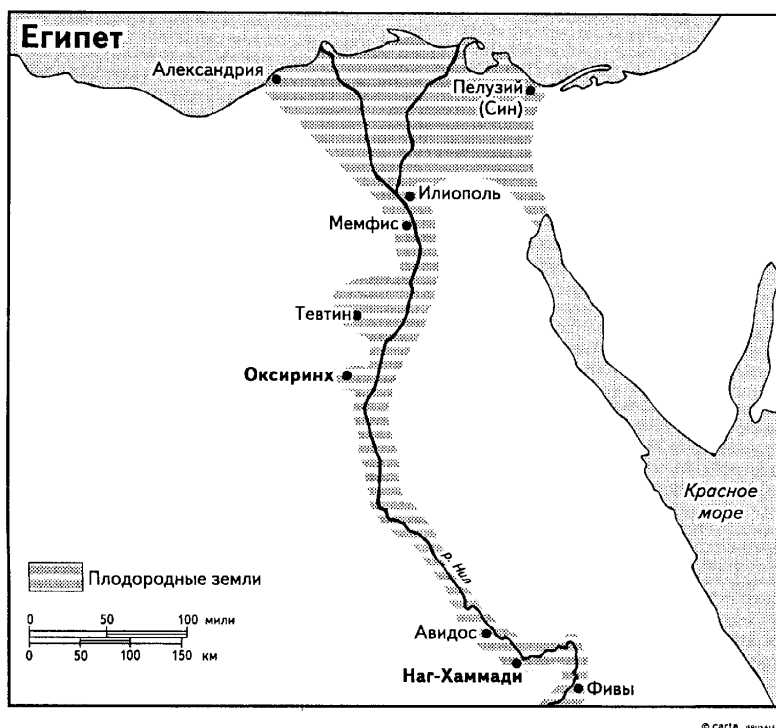 Египет
Александрия
Пелузий
(Син)
Илиополь
Мемфис
Тевтин
Оксиринх
Красное
море
р. Нил
Плодородные земли
0 50 100 мили
0 50 100 150 км
Авидос
Наг-Хаммади
Фивы
© carta